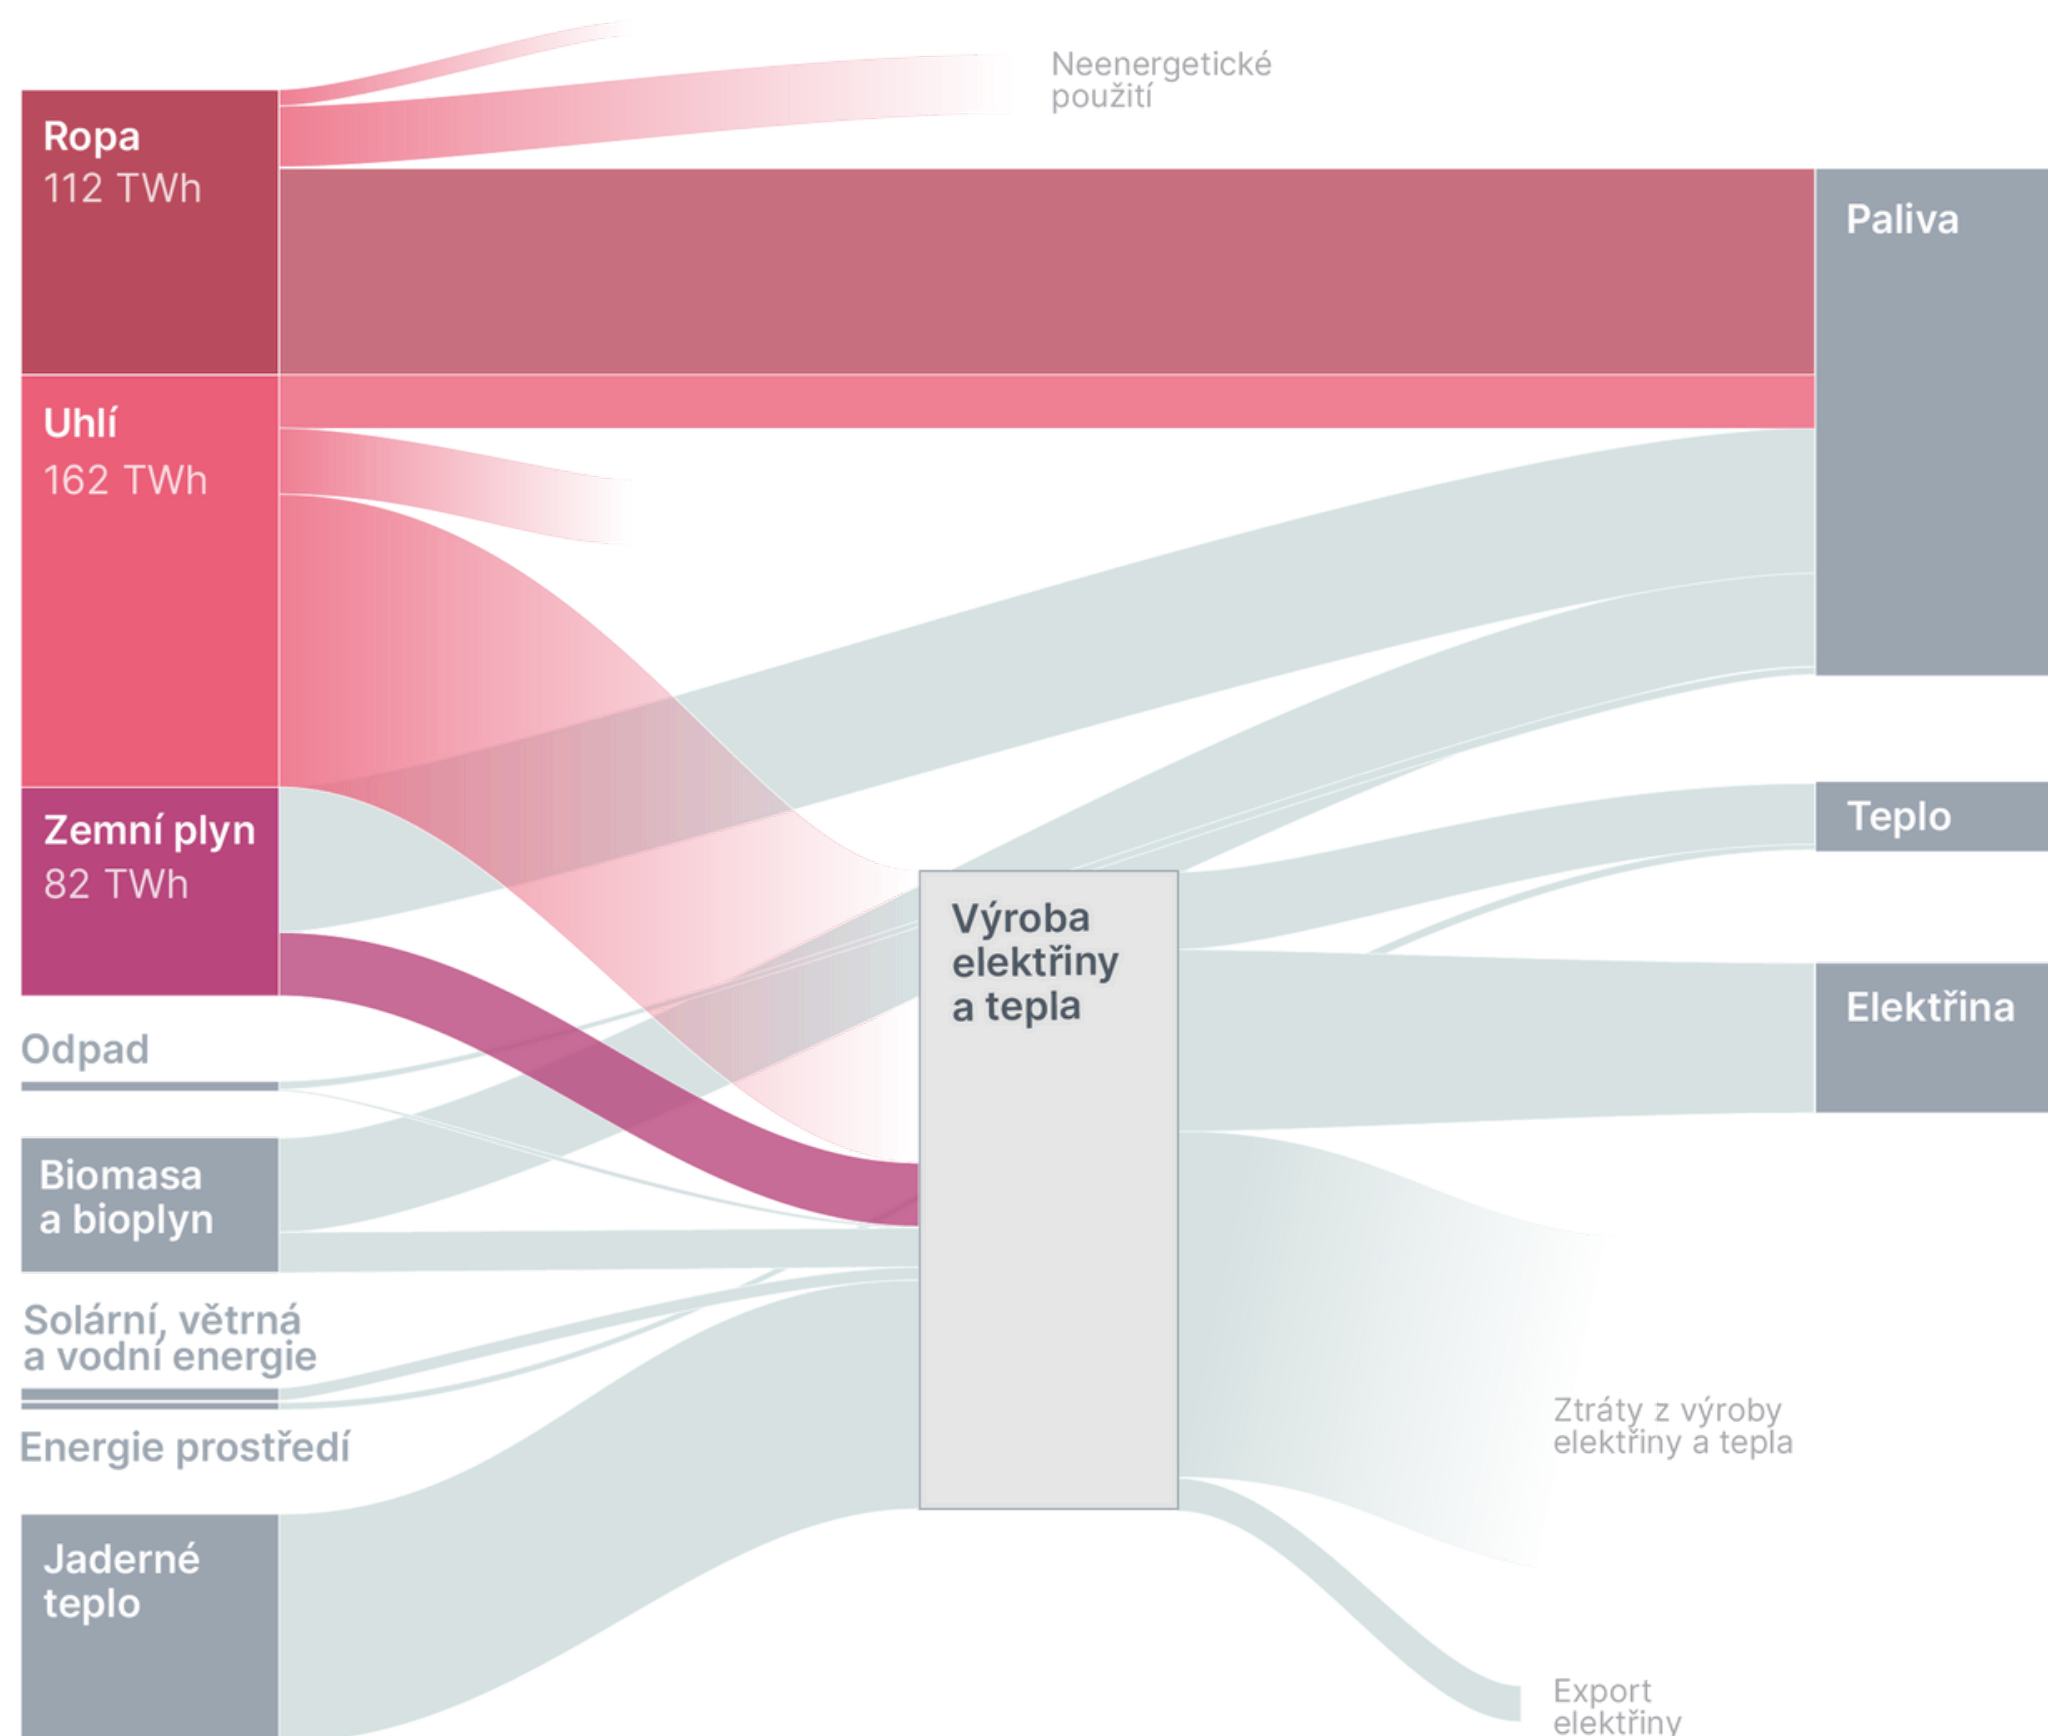 Neenergetické
použití
Ropa
112 TWh
Paliva
Uhlí
162 TWh
Teplo
Zemní plyn
82 TWh
Výroba
elektřiny
a tepla
Elektřina
Odpad
Biomasa
a bioplyn
Solární, větrná
a vodní energie
Energie prostředí
Ztráty z výroby
elektřiny a tepla
Jaderné
teplo
Export
elektřiny